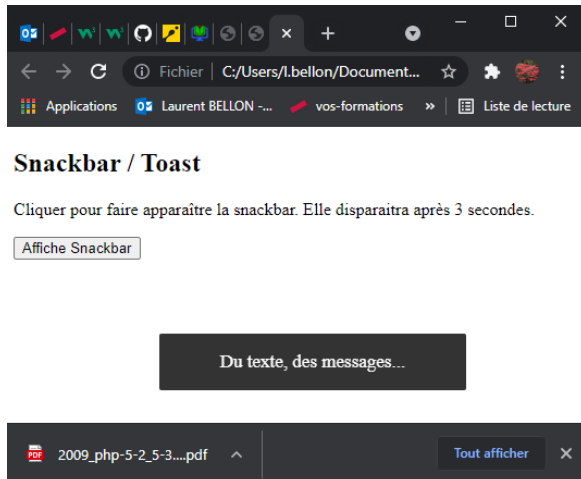 Fichier | C:/Users/l.bellon/Document...
Applications Laurent BELLON -... vos-formations » Liste de lecture
Snackbar / Toast
Cliquer pour faire apparaître la snackbar. Elle disparaitra après 3 secondes.
Affiche Snackbar
Du texte, des messages...
2009_php-5-2_5-3....pdf Tout afficher